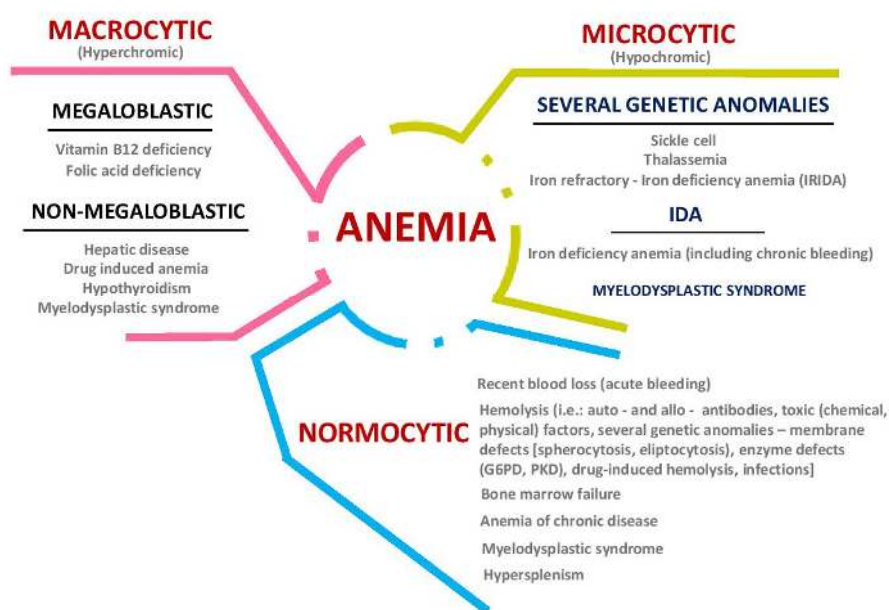 MACROCYTIC
(Hyperchromic)
MEGALOBLASTIC
Vitamin B12 deficiency
Folic acid deficiency
NON-MEGALOBLASTIC
Hepatic disease
Drug induced anemia
Hypothyroidism
Myelodysplastic syndrome
MICROCYTIC
(Hypochromic)
SEVERAL GENETIC ANOMALIES
Sickle cell
Thalassemia
Iron refractory - Iron deficiency anemia (IRIDA)
IDA
Iron deficiency anemia (including chronic bleeding)
MYELODYSPLASTIC SYNDROME
ANEMIA
NORMOCYTIC
Recent blood loss (acute bleeding)
Hemolysis (i.e.: auto - and allo - antibodies, toxic (chemical,
physical) factors, several genetic anomalies – membrane
defects [spherocytosis, eliptocytosis), enzyme defects
(G6PD, PKD), drug-induced hemolysis, infections]
Bone marrow failure
Anemia of chronic disease
Myelodysplastic syndrome
Hypersplenism